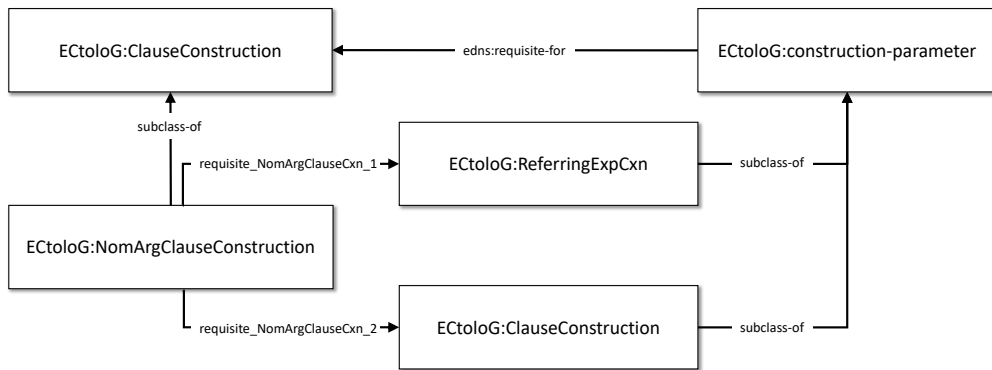 ECtoloG:ClauseConstruction
edns:requisite-for
ECtoloG:construction-parameter
subclass-of
requisite_NomArgClauseCxn_1
ECtoloG:ReferringExpCxn
subclass-of
ECtoloG:NomArgClauseConstruction
requisite_NomArgClauseCxn_2
ECtoloG:ClauseConstruction
subclass-of